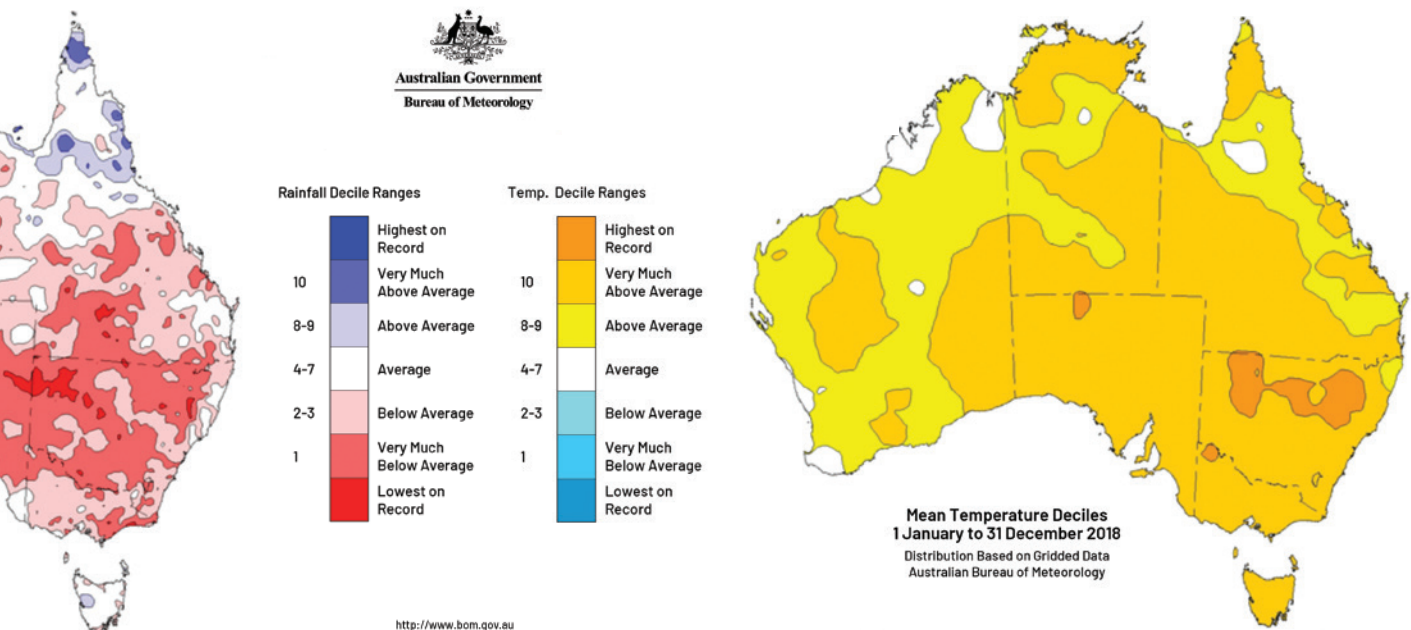 Australian Government
Bureau of Meteorology
Rainfall Decile Ranges
Highest on
Record
10
Very Much
Above Average
8-9
Above Average
4-7
Average
2-3
Below Average
1
Very Much
Below Average
Lowest on
Record
Temp. Decile Ranges
Highest on
Record
10
Very Much
Above Average
8-9
Above Average
4-7
Average
2-3
Below Average
1
Very Much
Below Average
Lowest on
Record
http://www.bom.gov.au
Mean Temperature Deciles
1 January to 31 December 2018
Distribution Based on Gridded Data
Australian Bureau of Meteorology